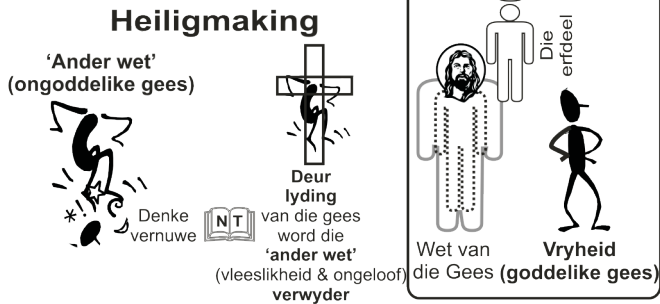 Heiligmaking
'Ander wet'
(ongoddelike gees)
*!
Denke
vernuwe
N T
Deur
lyding
van die gees
word die
'ander wet'
(vleeslikheid & ongeloof)
verwyder
Die
erfdeel
Wet van
die Gees
Vryheid
(goddelike gees)